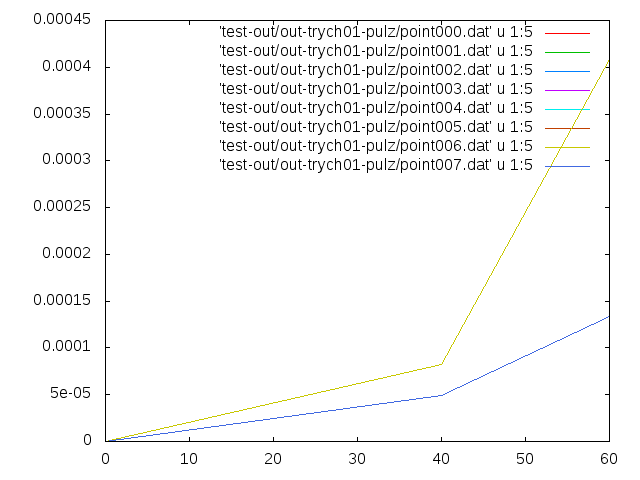 0.00045
0.0004
0.00035
0.0003
0.00025
0.0002
0.00015
0.0001
5e-05
0
0 10 20 30 40 50 60
'test-out/out-trych01-pulz/point000.dat' u 1:5
'test-out/out-trych01-pulz/point001.dat' u 1:5
'test-out/out-trych01-pulz/point002.dat' u 1:5
'test-out/out-trych01-pulz/point003.dat' u 1:5
'test-out/out-trych01-pulz/point004.dat' u 1:5
'test-out/out-trych01-pulz/point005.dat' u 1:5
'test-out/out-trych01-pulz/point006.dat' u 1:5
'test-out/out-trych01-pulz/point007.dat' u 1:5